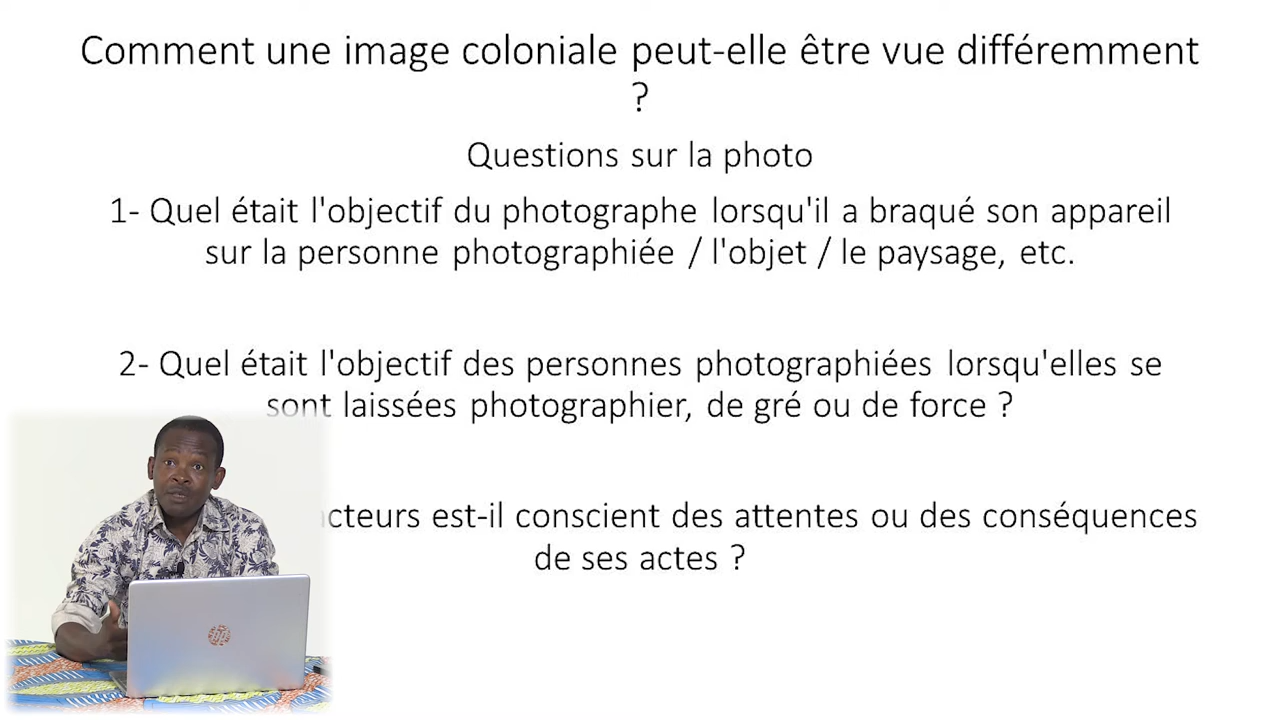 Comment une image coloniale peut-elle être vue différemment
?
Questions sur la photo
1- Quel était l'objectif du photographe lorsqu'il a braqué son appareil
sur la personne photographiée / l'objet / le paysage, etc.
2- Quel était l'objectif des personnes photographiées lorsqu'elles se
sont laissées photographier, de gré ou de force ?
acteurs est-il conscient des attentes ou des conséquences
de ses actes ?
hp